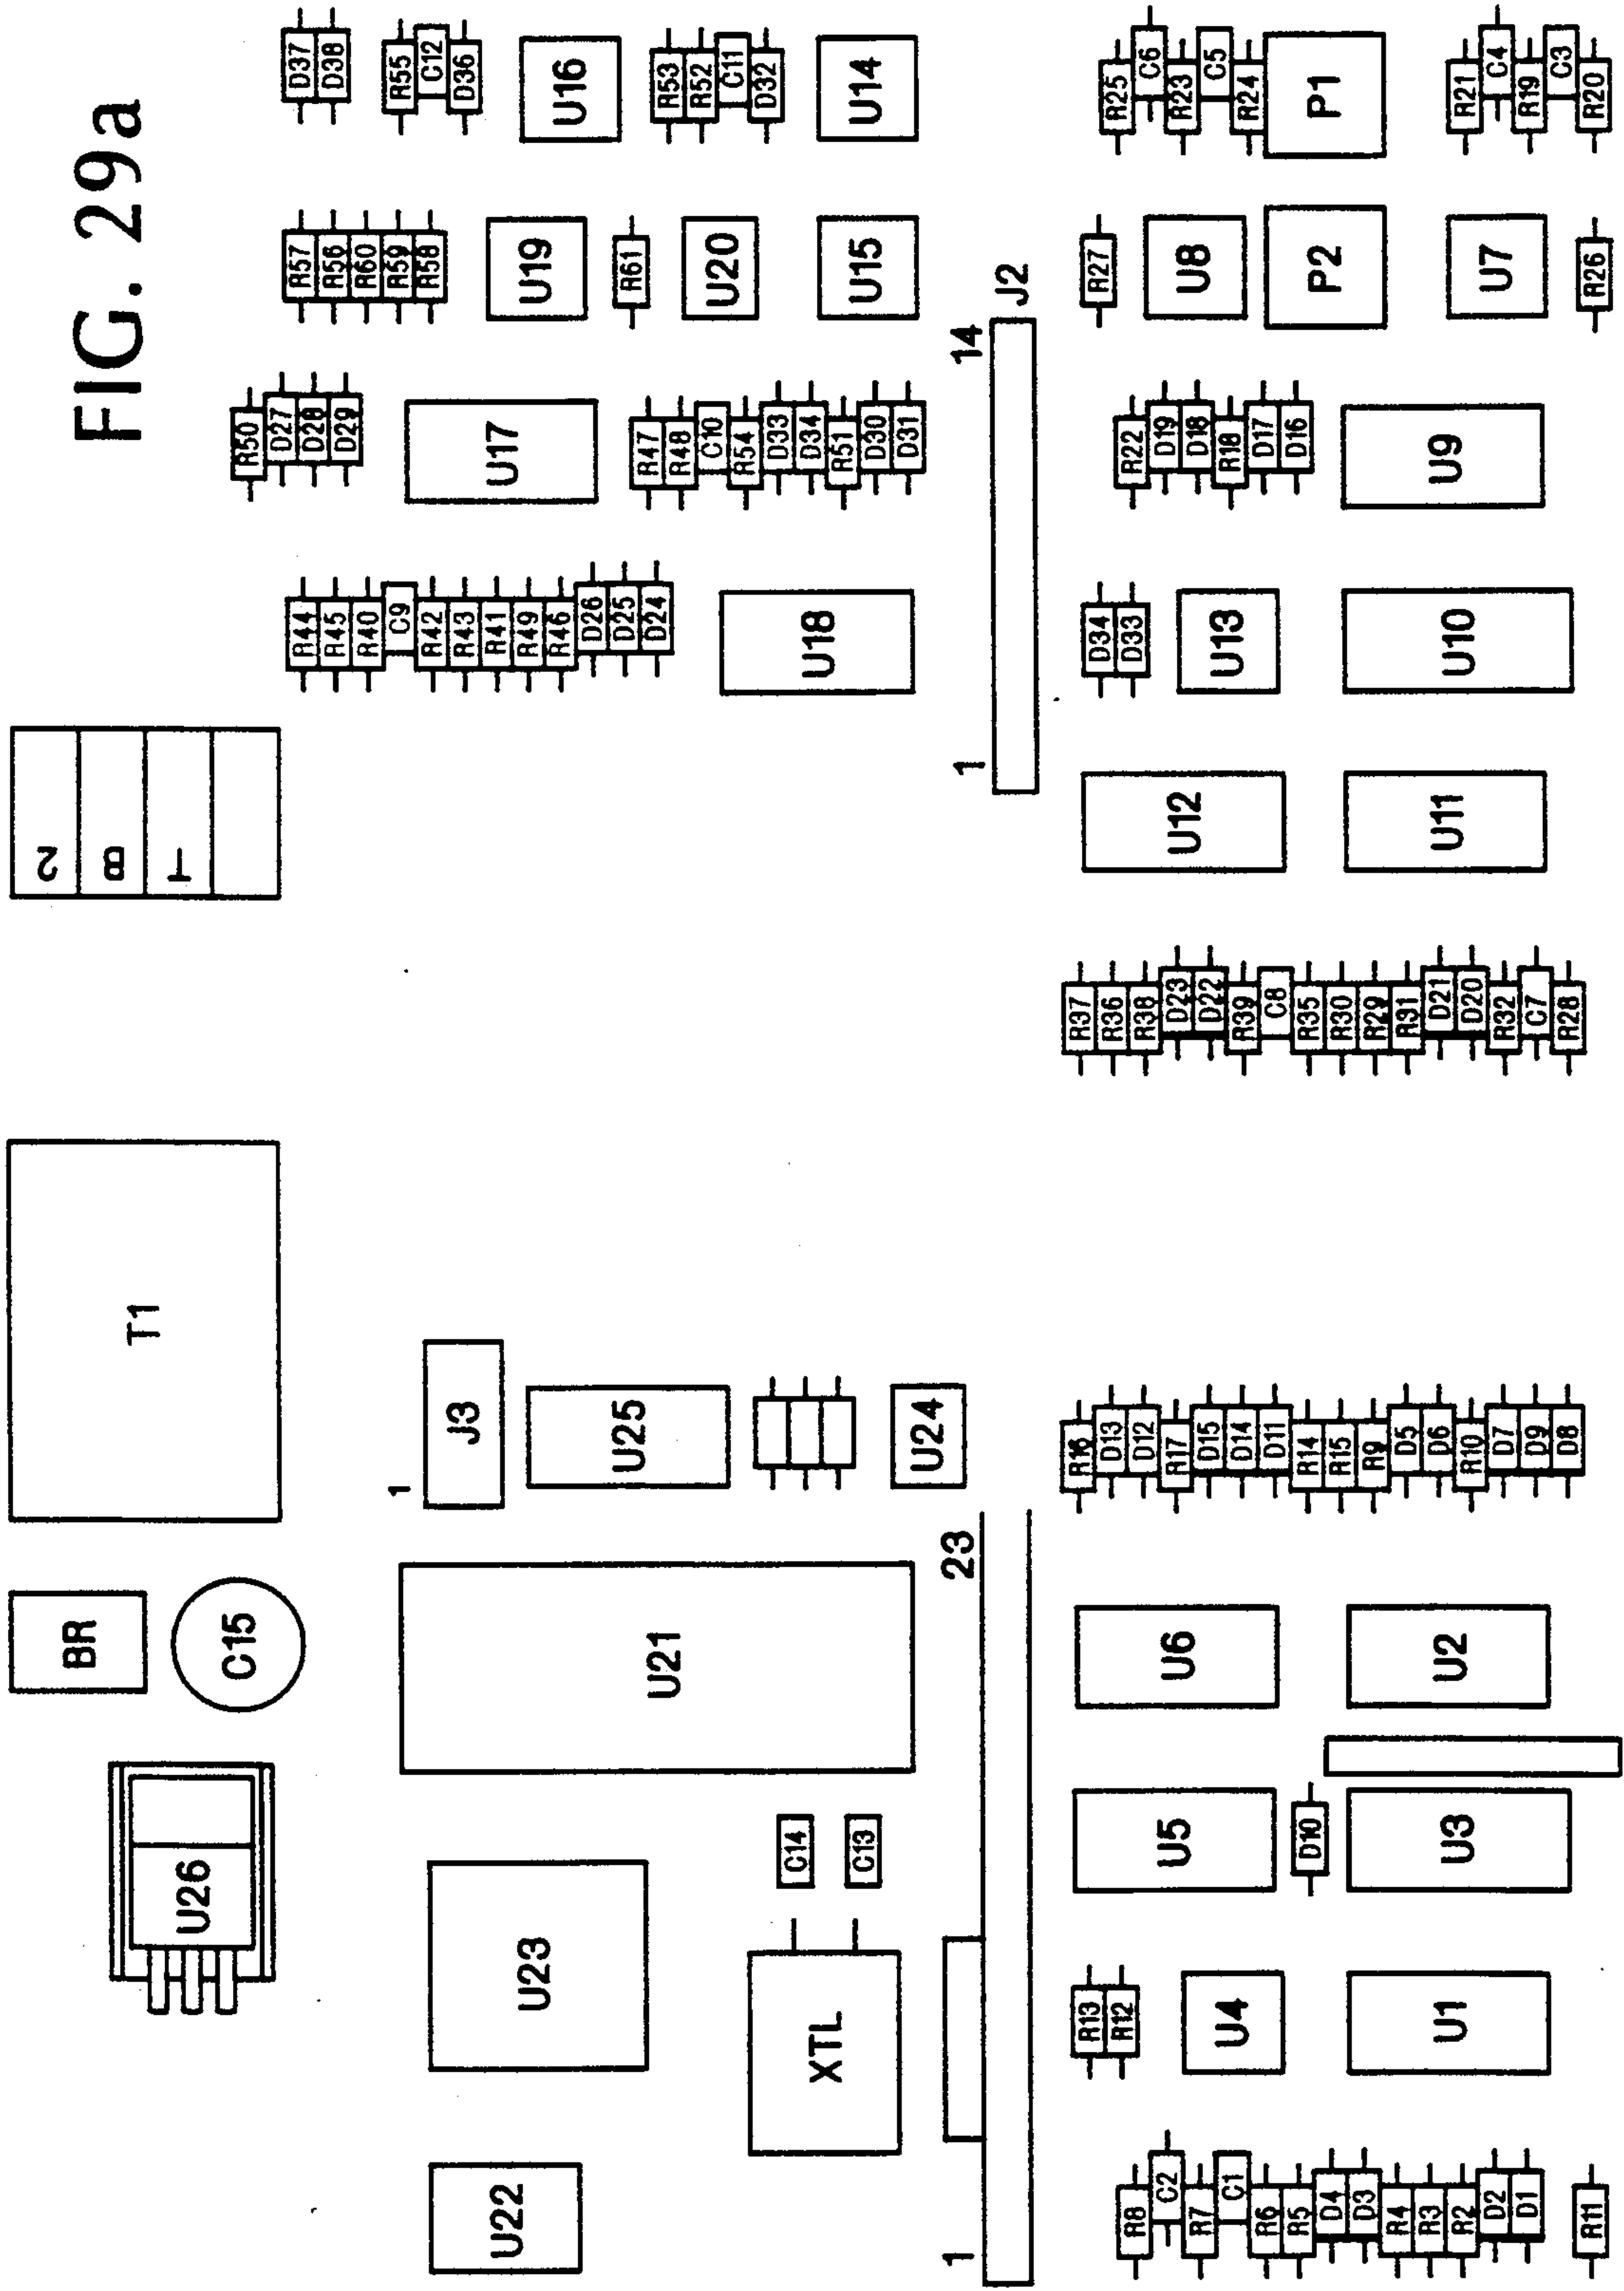 FIG. 29a
D37
D38
R55
C12
D36
U16
R53
R52
C11
D32
U14
R25
C6
R23
C5
R24
P1
R21
C4
R19
C3
R20
R57
R56
R60
R59
R58
U19
R61
U20
U15
J2
R27
U8
P2
U7
R26
R50
D27
D28
D29
U17
R47
R48
C10
R54
D33
D34
R51
D30
D31
14
R22
D19
D18
R18
D17
D16
U9
R44
R45
R40
C9
R42
R43
R41
R49
R46
D26
D25
D24
U18
D34
D33
U13
U10
2
B
T
1
U12
U11
R37
R36
R38
D23
D22
R39
C8
R35
R30
R29
R31
D21
D20
R32
C7
R28
T1
J3
1
U25
U24
R16
D13
D12
R17
D15
D14
D11
R14
R15
R9
D5
D6
R10
D7
D9
D8
BR
C15
U21
23
U6
U2
U26
C14
C13
U5
D10
U3
U23
XTL
R13
R12
U4
U1
U22
1
R8
C2
R7
C1
R6
R5
D4
D3
R4
R3
R2
D2
D1
R11